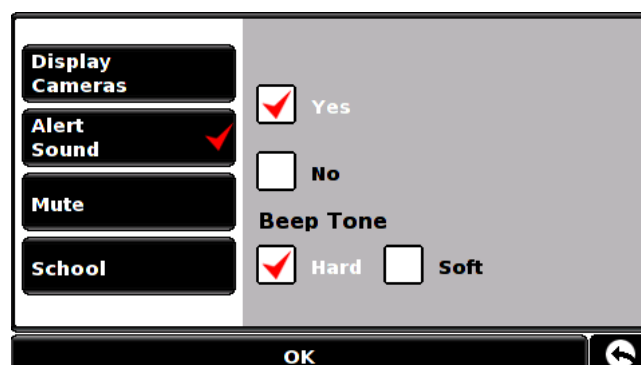 Display
Cameras
Alert
Sound
Mute
School
Yes
No
Beep Tone
Hard Soft
OK